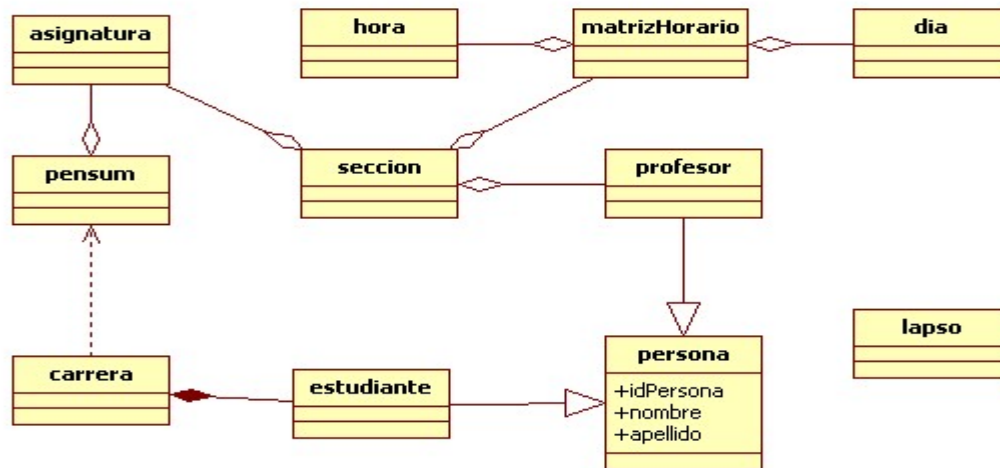 asignatura
hora
matrizHorario
dia
pensum
seccion
profesor
lapso
carrera
estudiante
persona
+idPersona
+nombre
+apellido